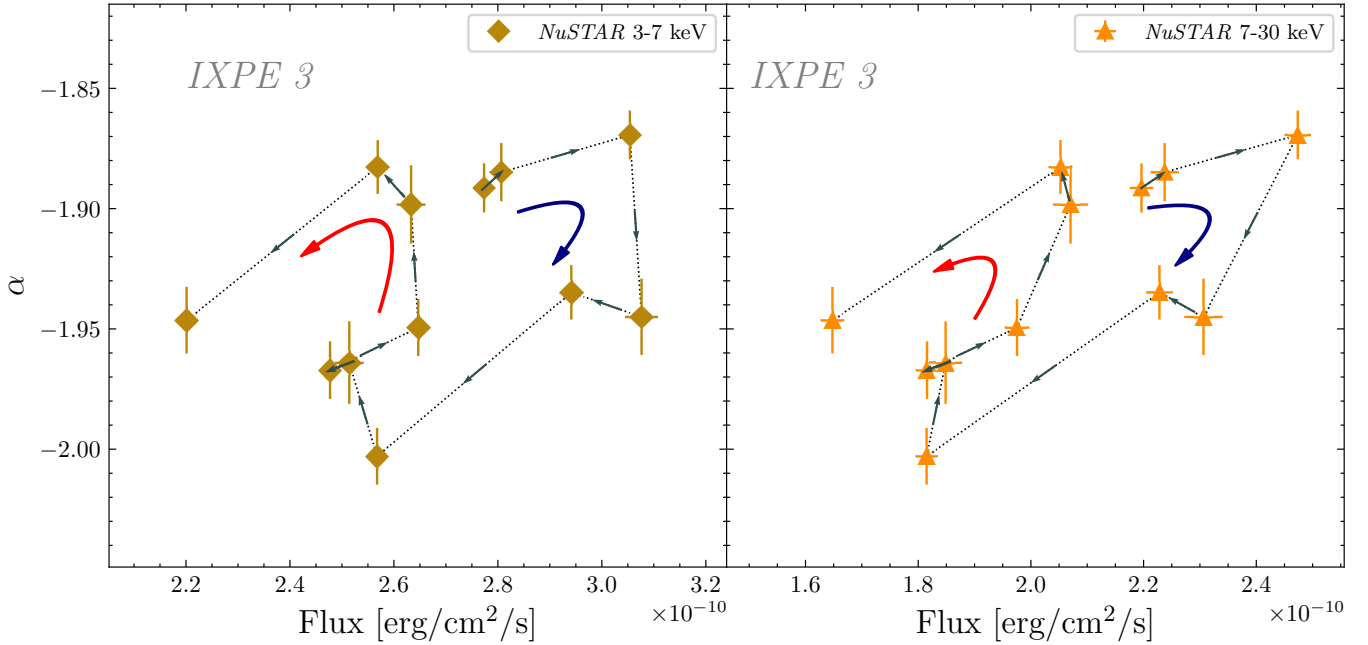 NuSTAR 3-7 keV
IXPE 3
α
−1.85
−1.90
−1.95
−2.00
2.2 2.4 2.6 2.8 3.0 3.2
Flux [erg/cm²/s]
×10⁻¹⁰
NuSTAR 7-30 keV
IXPE 3
1.6 1.8 2.0 2.2 2.4
Flux [erg/cm²/s]
×10⁻¹⁰